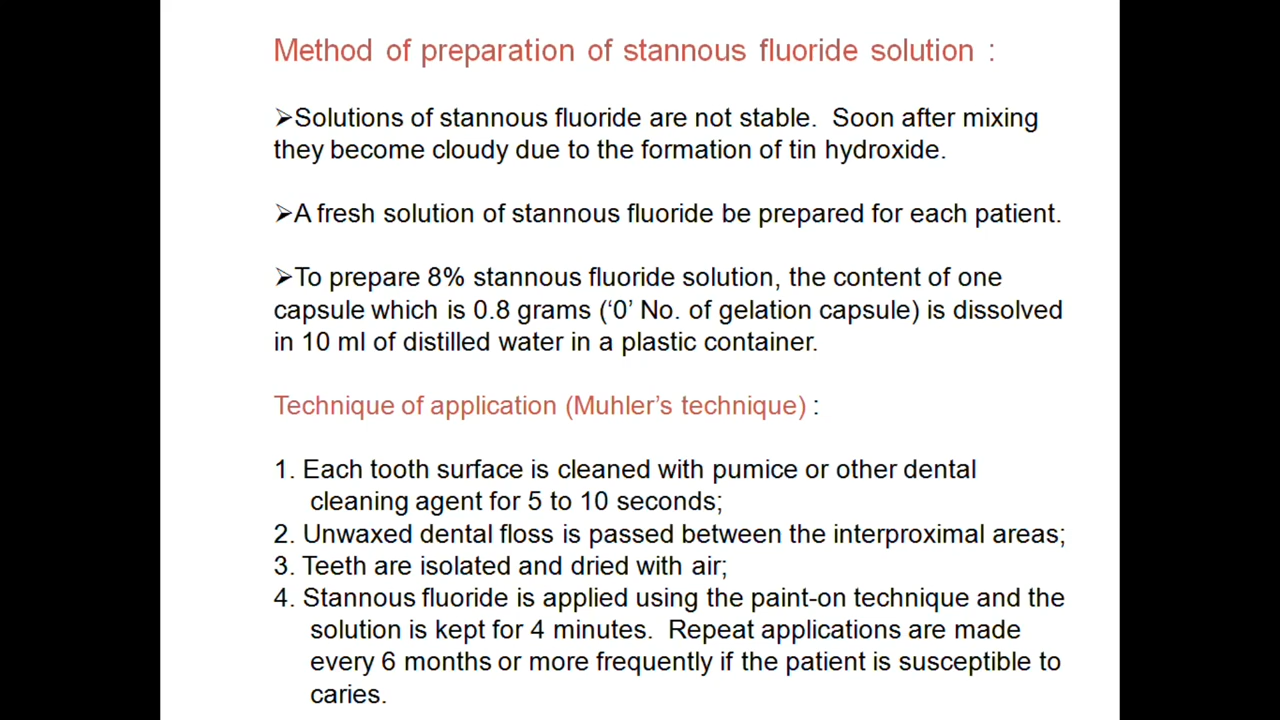 Method of preparation of stannous fluoride solution :
➢Solutions of stannous fluoride are not stable. Soon after mixing
they become cloudy due to the formation of tin hydroxide.
➢A fresh solution of stannous fluoride be prepared for each patient.
➢To prepare 8% stannous fluoride solution, the content of one
capsule which is 0.8 grams (‘0’ No. of gelation capsule) is dissolved
in 10 ml of distilled water in a plastic container.
Technique of application (Muhler’s technique) :
1. Each tooth surface is cleaned with pumice or other dental
cleaning agent for 5 to 10 seconds;
2. Unwaxed dental floss is passed between the interproximal areas;
3. Teeth are isolated and dried with air;
4. Stannous fluoride is applied using the paint-on technique and the
solution is kept for 4 minutes. Repeat applications are made
every 6 months or more frequently if the patient is susceptible to
caries.